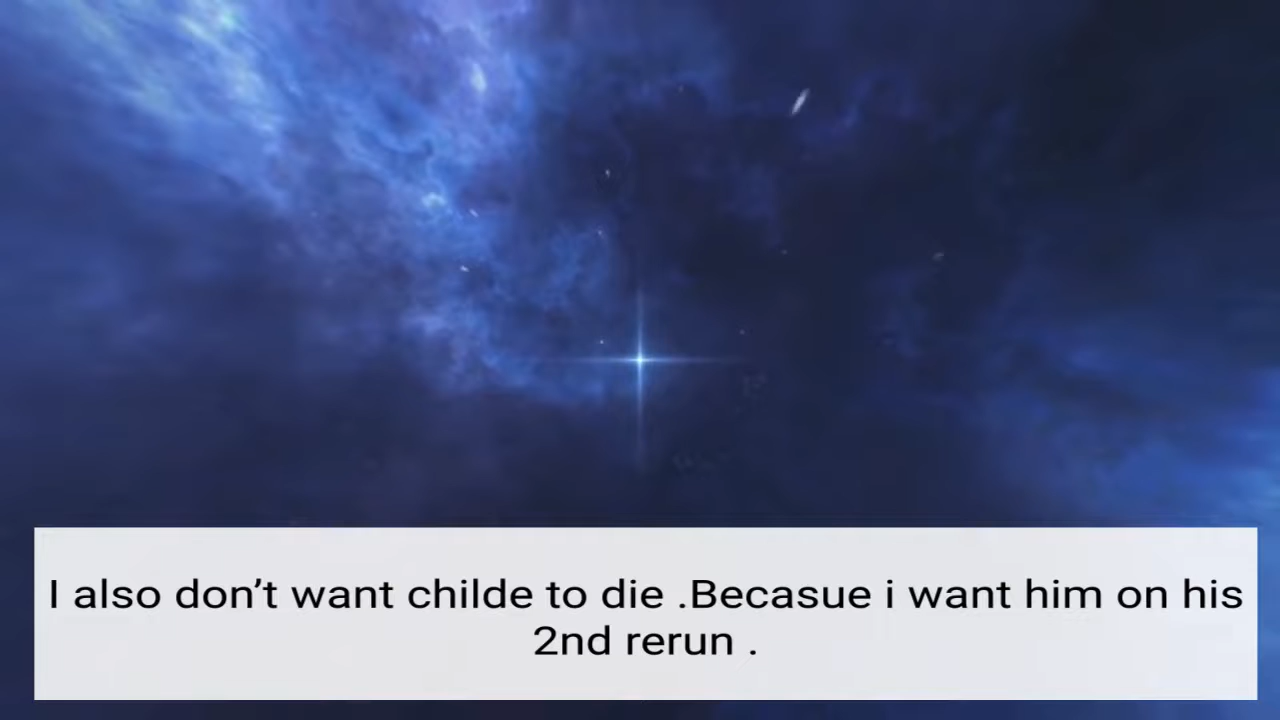 I also don’t want childe to die .Becasue i want him on his
2nd rerun .